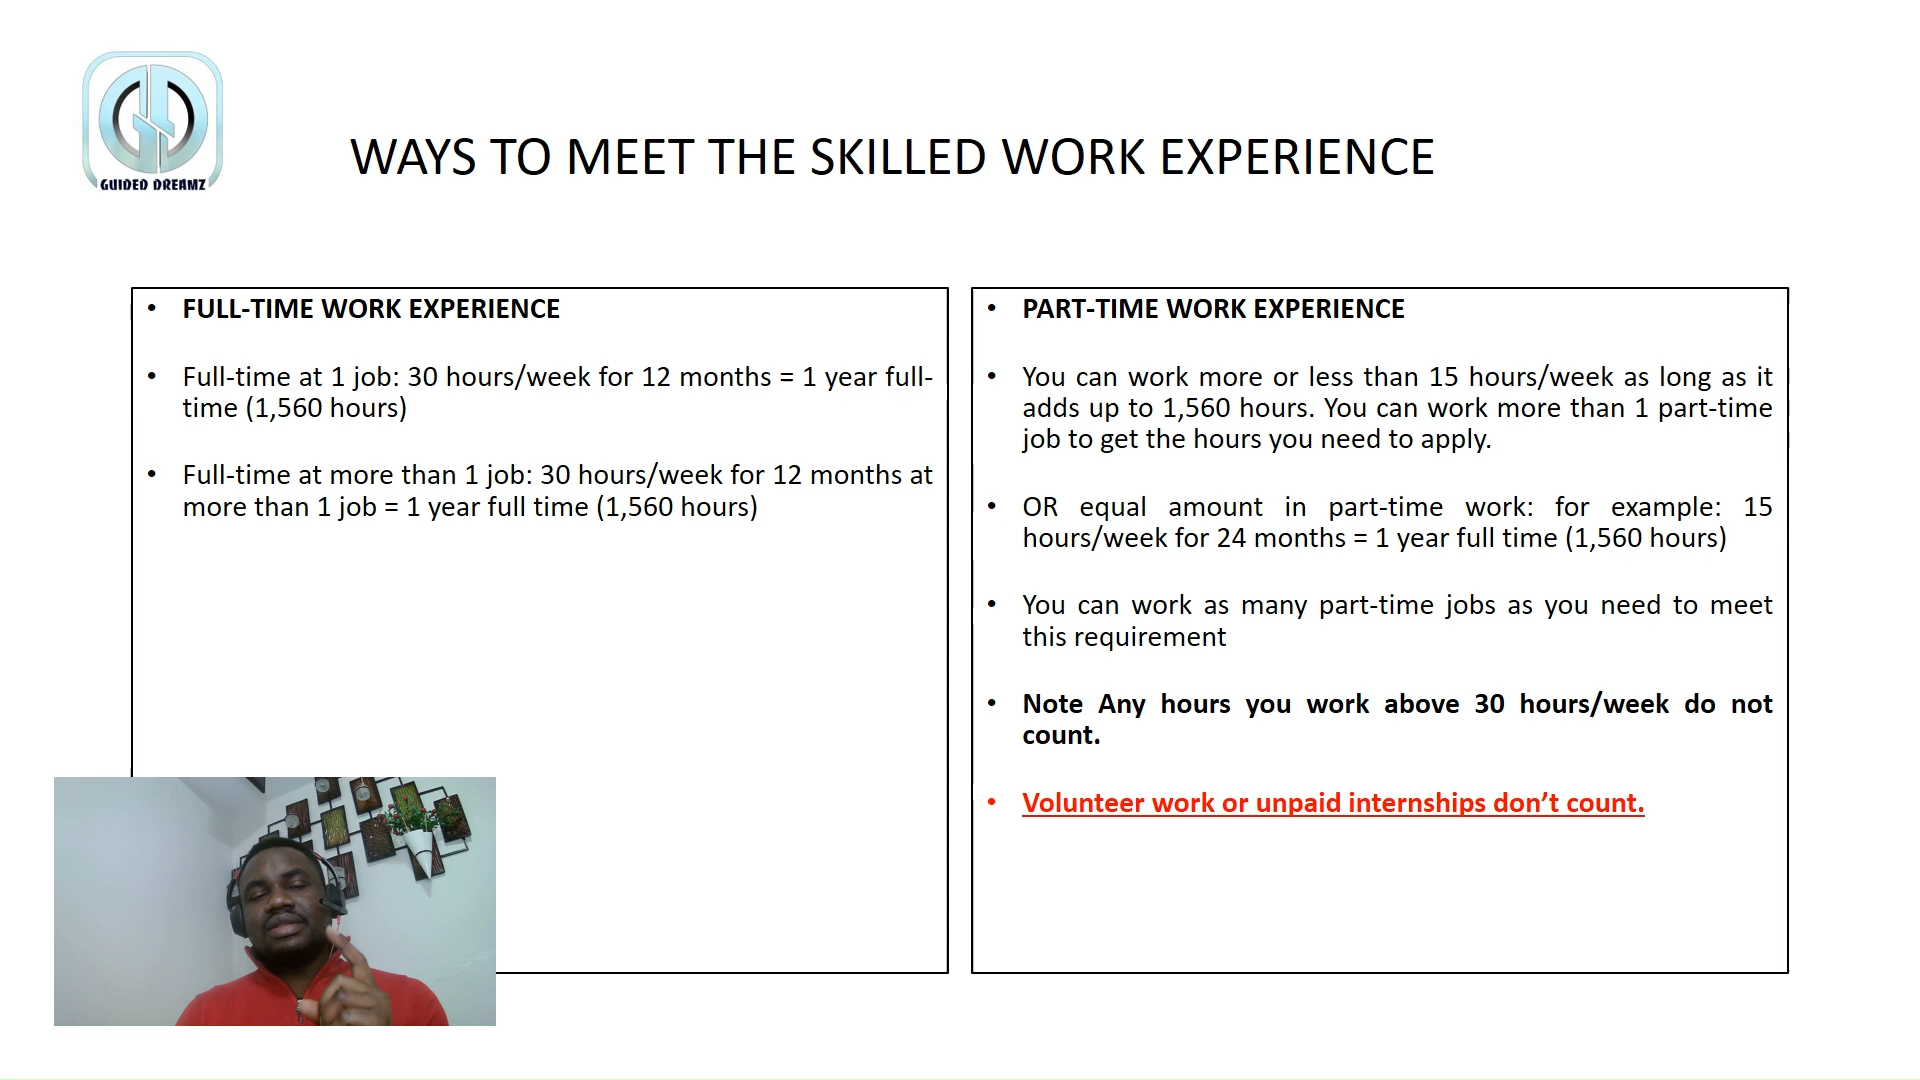 GUIDED DREAMZ
WAYS TO MEET THE SKILLED WORK EXPERIENCE
• FULL-TIME WORK EXPERIENCE
• Full-time at 1 job: 30 hours/week for 12 months = 1 year full-
time (1,560 hours)
• Full-time at more than 1 job: 30 hours/week for 12 months at
more than 1 job = 1 year full time (1,560 hours)
• PART-TIME WORK EXPERIENCE
• You can work more or less than 15 hours/week as long as it
adds up to 1,560 hours. You can work more than 1 part-time
job to get the hours you need to apply.
• OR equal amount in part-time work: for example: 15
hours/week for 24 months = 1 year full time (1,560 hours)
• You can work as many part-time jobs as you need to meet
this requirement
• Note Any hours you work above 30 hours/week do not
count.
• Volunteer work or unpaid internships don’t count.